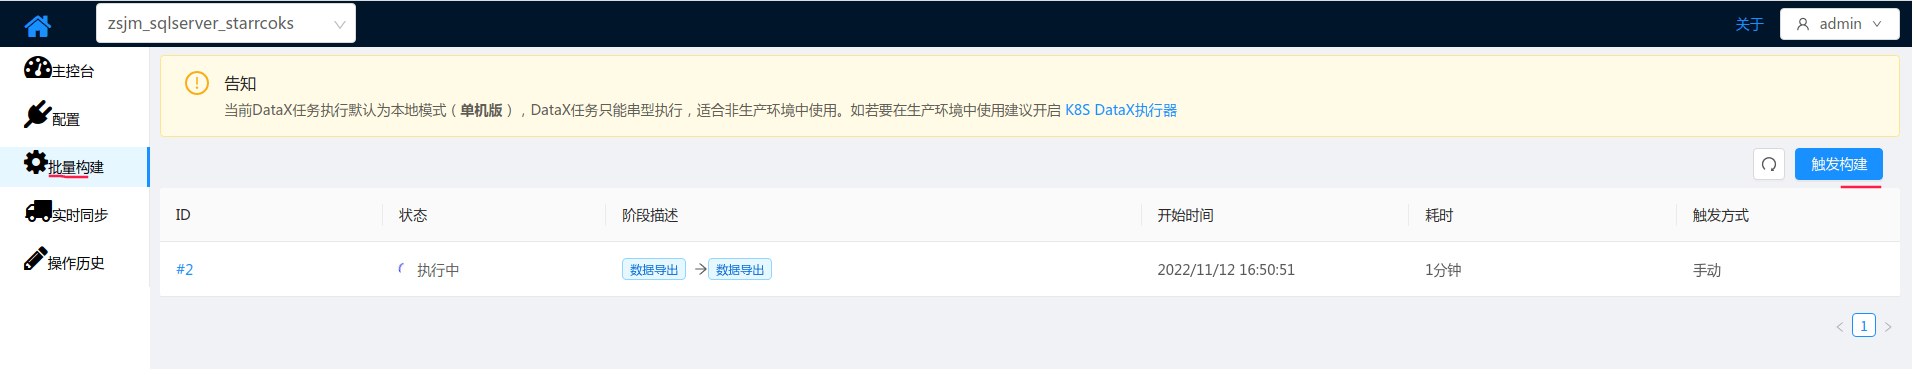 zsjm_sqlserver_starrcoks
关于
admin
主控台
配置
批量构建
实时同步
操作历史
告知
当前DataX任务执行默认为本地模式（单机版），DataX任务只能串型执行，适合非生产环境中使用。如若要在生产环境中使用建议开启 K8S DataX执行器
触发构建
ID 状态 阶段描述 开始时间 耗时 触发方式
#2 执行中 数据导出 → 数据导出 2022/11/12 16:50:51 1分钟 手动
< 1 >